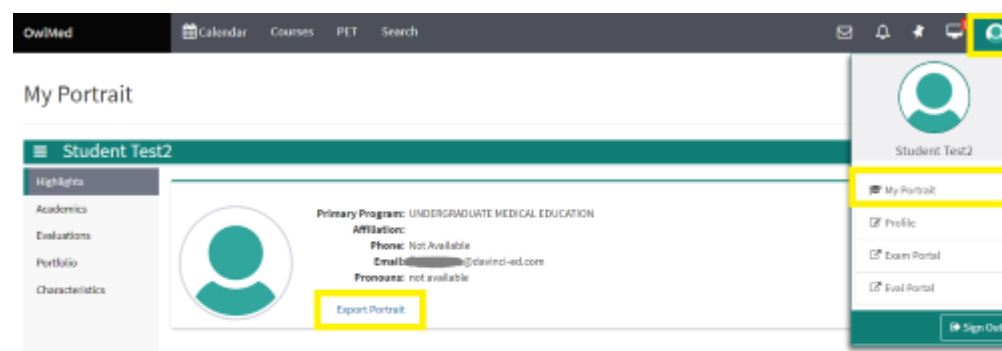 OwlMed Calendar Courses PET Search
My Portrait
Student Test2
Student Test2
Highlights
Academics
Evaluations
Portfolio
Characteristics
Primary Program: UNDERGRADUATE MEDICAL EDUCATION
Affiliation:
Phone: Not Available
Email: @davinci-ed.com
Pronouns: not available
Export Portrait
My Portrait
Profile
Exam Portal
Eval Portal
Sign Out